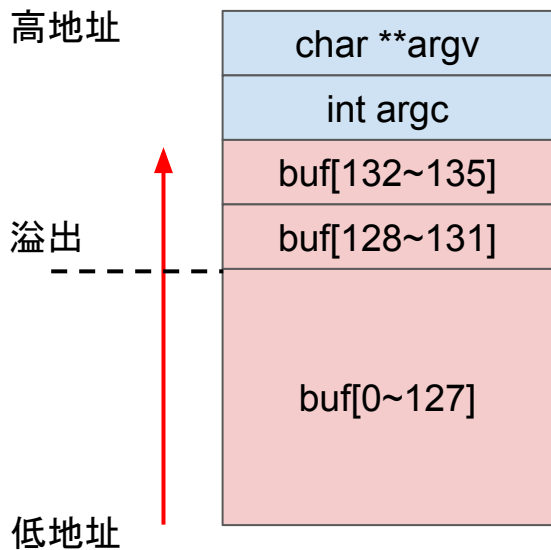 高地址
char **argv
int argc
buf[132~135]
溢出
buf[128~131]
buf[0~127]
低地址